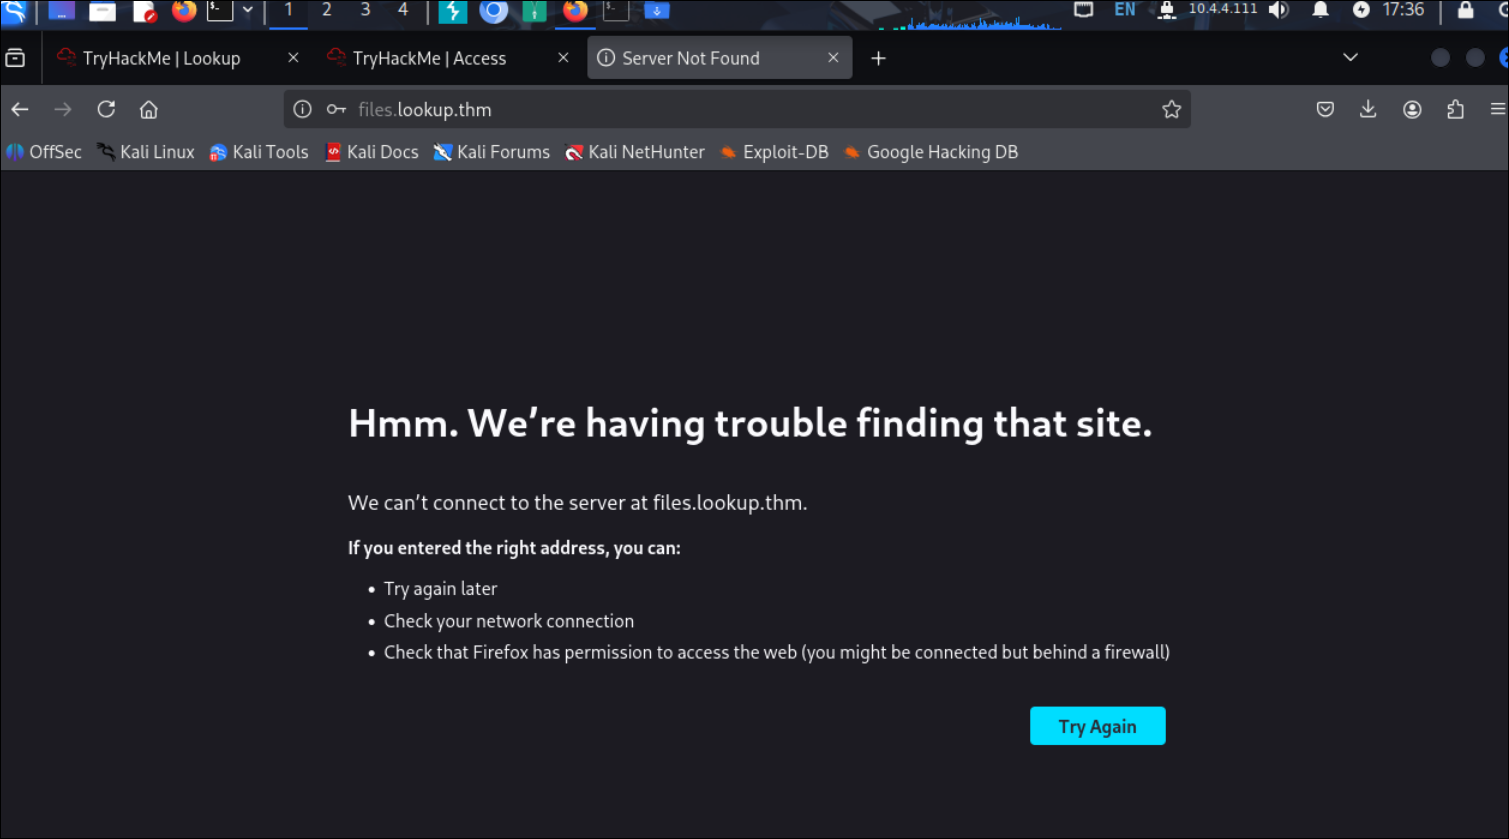 1 2 3 4 EN 10.4.4.111 17:36
TryHackMe | Lookup TryHackMe | Access Server Not Found
files.lookup.thm
OffSec Kali Linux Kali Tools Kali Docs Kali Forums Kali NetHunter Exploit-DB Google Hacking DB
Hmm. We’re having trouble finding that site.
We can’t connect to the server at files.lookup.thm.
If you entered the right address, you can:
• Try again later
• Check your network connection
• Check that Firefox has permission to access the web (you might be connected but behind a firewall)
Try Again